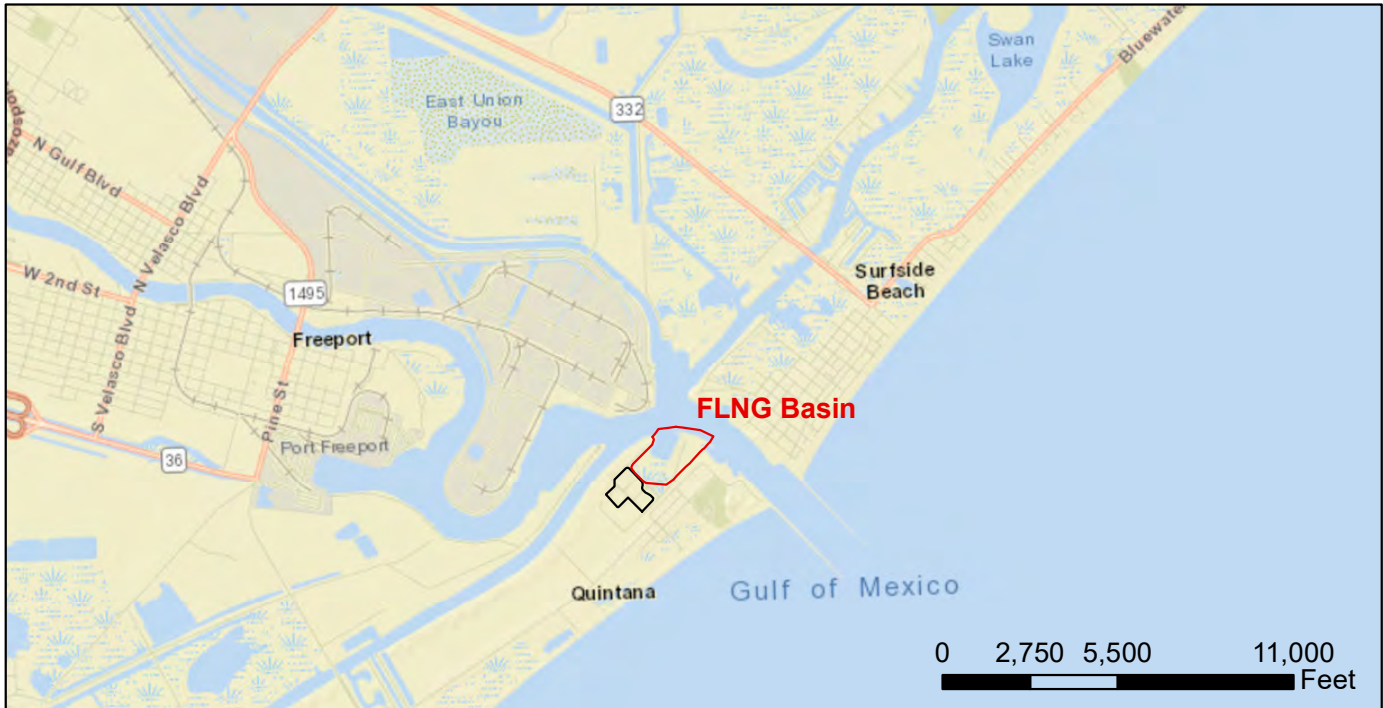 Swan
Lake
Bluewater
East Union
Bayou
332
N Gulf Blvd
N Velasco Blvd
W 2nd St
1495
Freeport
Surfside
Beach
S Velasco Blvd
Pine St
FLNG Basin
36
Port Freeport
Quintana
Gulf of Mexico
0 2,750 5,500 11,000
Feet